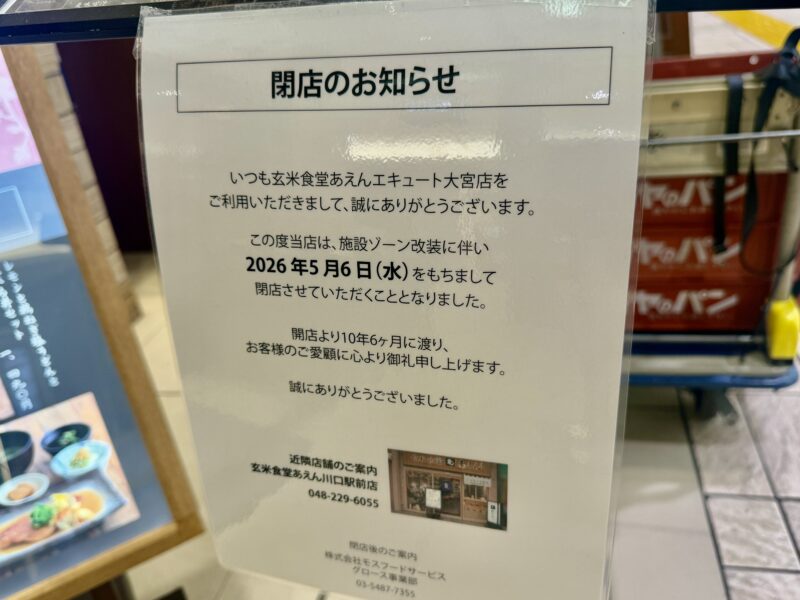 閉店のお知らせ
いつも玄米食堂あえんエキュート大宮店を
ご利用いただきまして、誠にありがとうございます。
この度当店は、施設ゾーン改装に伴い
2026年5月6日(水)をもちまして
閉店させていただくこととなりました。
開店より10年6ヶ月に渡り、
お客様のご愛顧に心より御礼申し上げます。
誠にありがとうございました。
近隣店舗のご案内
玄米食堂あえん川口駅前店
048-229-6055
閉店後のご案内
株式会社モスフードサービス
グロース事業部
03-5487-7355
ヤのパン
ヤのパン